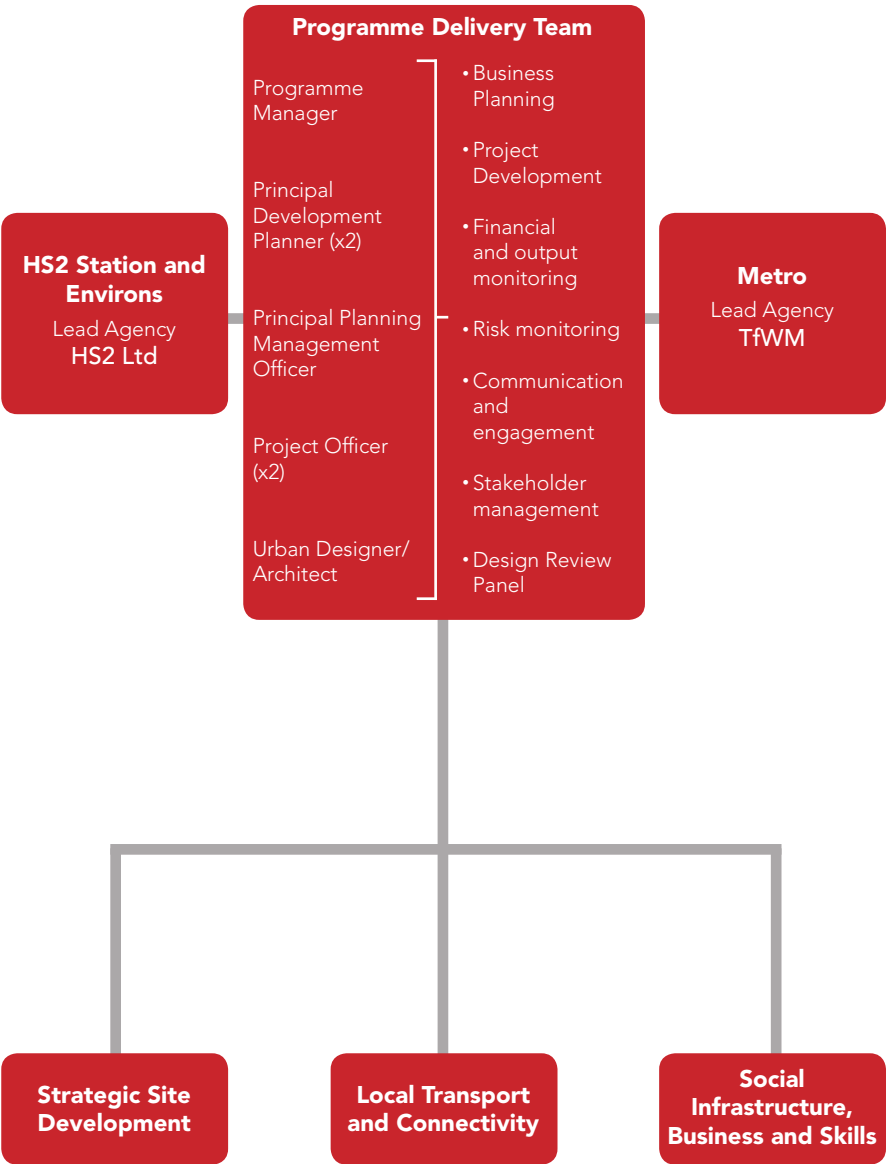 Programme Delivery Team
Programme
Manager
Principal
Development
Planner (x2)
Principal Planning
Management
Officer
Project Officer
(x2)
Urban Designer/
Architect
• Business
Planning
• Project
Development
• Financial
and output
monitoring
• Risk monitoring
• Communication
and
engagement
• Stakeholder
management
• Design Review
Panel
HS2 Station and
Environs
Lead Agency
HS2 Ltd
Metro
Lead Agency
TfWM
Strategic Site
Development
Local Transport
and Connectivity
Social
Infrastructure,
Business and Skills